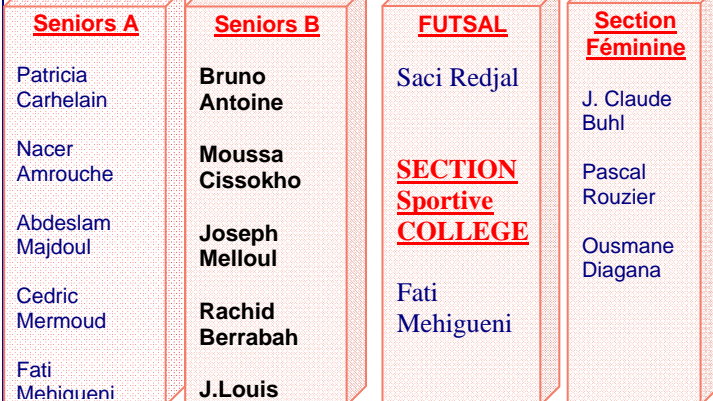 Seniors A
Patricia
Carhelain
Nacer
Amrouche
Abdeslam
Majdoul
Cedric
Mermoud
Fati
Mehigueni
Seniors B
Bruno
Antoine
Moussa
Cissokho
Joseph
Melloul
Rachid
Berrabah
J.Louis
FUTSAL
Saci Redjal
SECTION
Sportive
COLLEGE
Fati
Mehigueni
Section
Féminine
J. Claude
Buhl
Pascal
Rouzier
Ousmane
Diagana